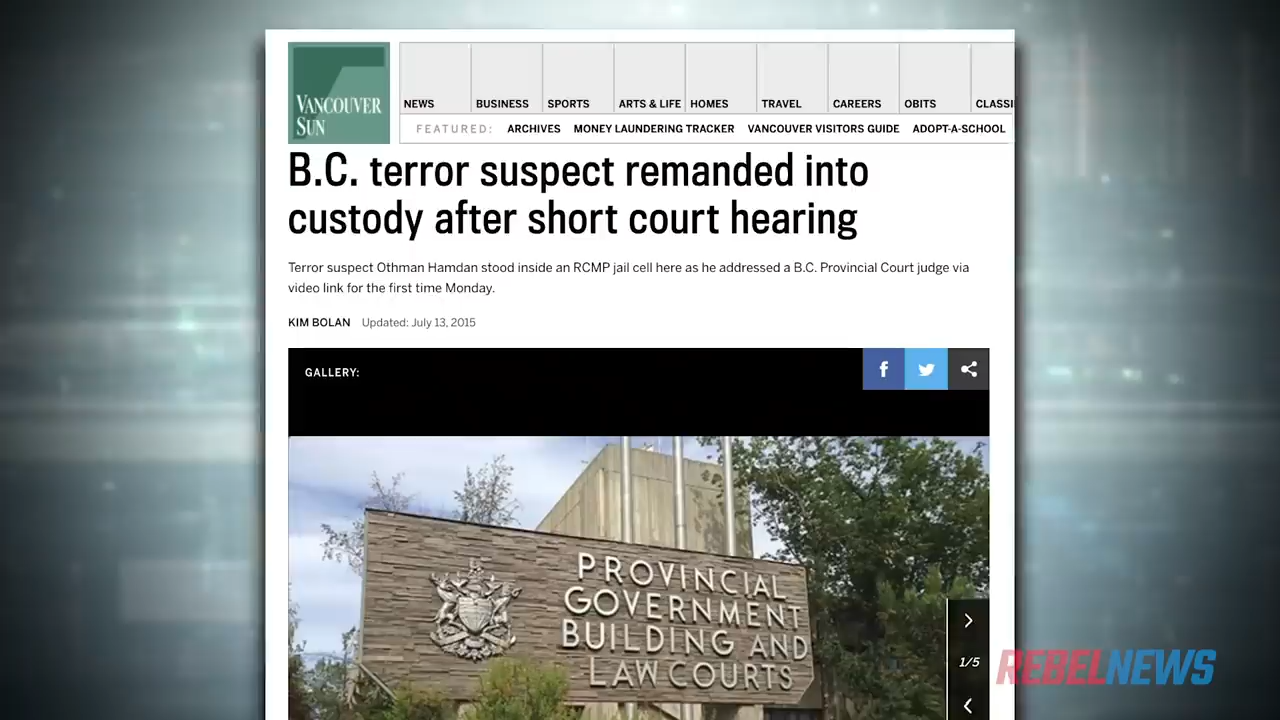 VANCOUVER
SUN
NEWS
BUSINESS
SPORTS
ARTS & LIFE
HOMES
TRAVEL
CAREERS
OBITS
CLASSI
FEATURED:
ARCHIVES
MONEY LAUNDERING TRACKER
VANCOUVER VISITORS GUIDE
ADOPT-A-SCHOOL
B.C. terror suspect remanded into
custody after short court hearing
Terror suspect Othman Hamdan stood inside an RCMP jail cell here as he addressed a B.C. Provincial Court judge via
video link for the first time Monday.
KIM BOLAN Updated: July 13, 2015
GALLERY:
PROVINCIAL
GOVERNMENT
BUILDING AND
LAW COURTS
1/5
REBELNEWS